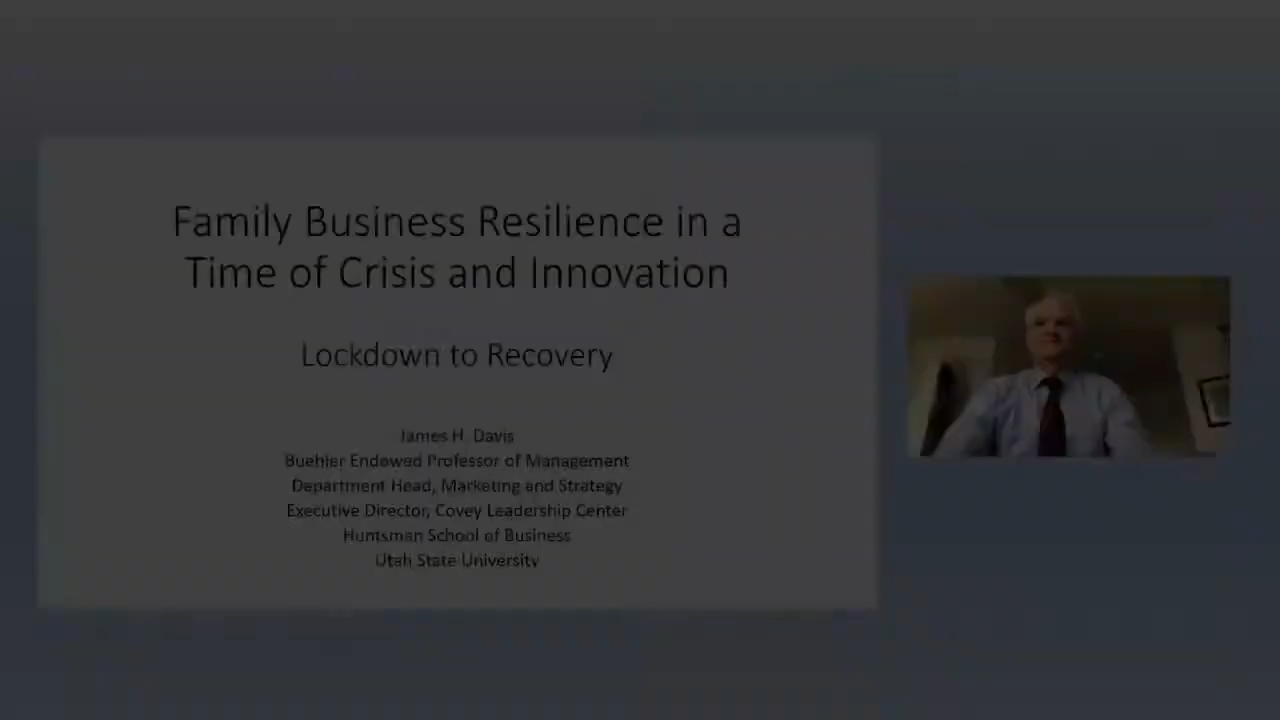 Family Business Resilience in a
Time of Crisis and Innovation
Lockdown to Recovery
James H. Davis
Buehler Endowed Professor of Management
Department Head, Marketing and Strategy
Executive Director, Covey Leadership Center
Huntsman School of Business
Utah State University